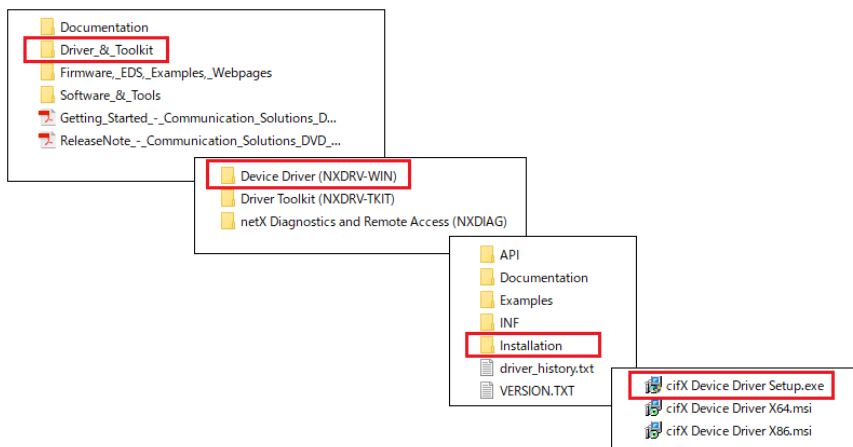 Documentation
Driver_&_Toolkit
Firmware,_EDS,_Examples,_Webpages
Software_&_Tools
Getting_Started_-_Communication_Solutions_D...
ReleaseNote_-_Communication_Solutions_DVD_...
Device Driver (NXDRV-WIN)
Driver Toolkit (NXDRV-TKIT)
netX Diagnostics and Remote Access (NXDIAG)
API
Documentation
Examples
INF
Installation
driver_history.txt
VERSION.TXT
cifX Device Driver Setup.exe
cifX Device Driver X64.msi
cifX Device Driver X86.msi